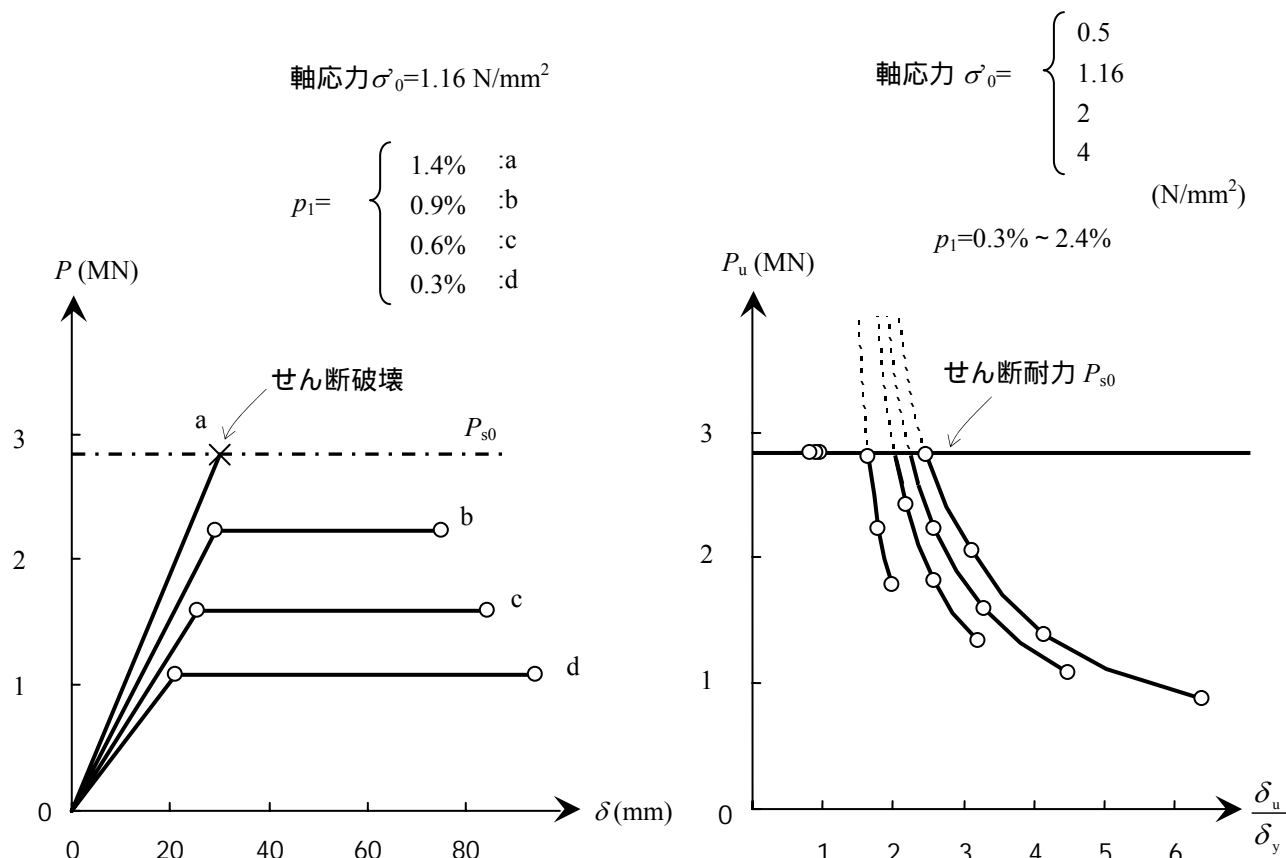 軸応力σ'0=1.16 N/mm2
p1=
1.4% :a
0.9% :b
0.6% :c
0.3% :d
P (MN)
せん断破壊
a
Ps0
3
b
2
c
1
d
0
δ (mm)
0 20 40 60 80
軸応力 σ'0=
0.5
1.16
2
4
(N/mm2)
p1=0.3% ~ 2.4%
Pu (MN)
せん断耐力 Ps0
3
2
1
0
δu
δy
1 2 3 4 5 6